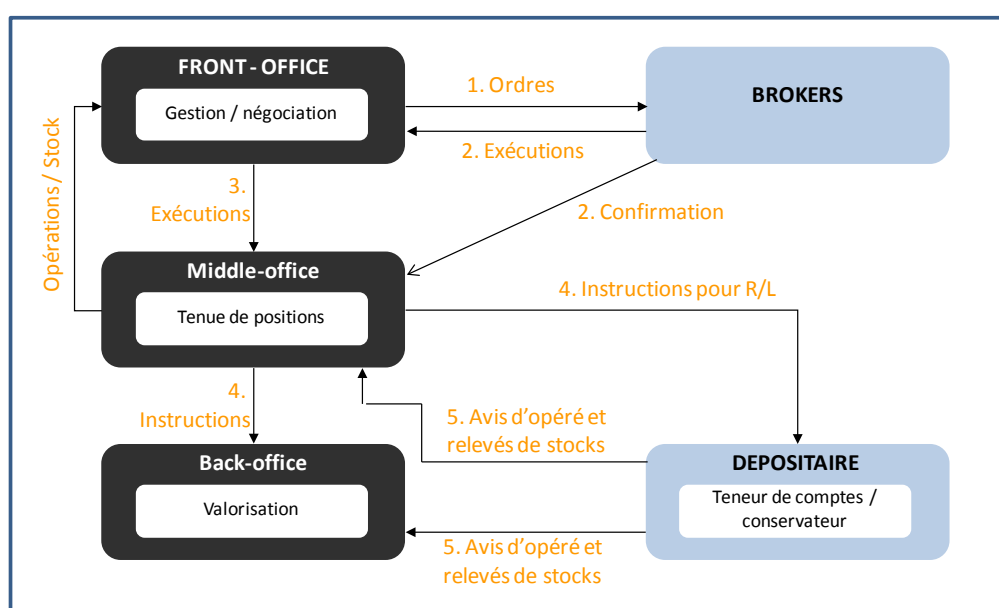 FRONT - OFFICE
Gestion / négociation
1. Ordres
BROKERS
2. Exécutions
Opérations / Stock
3.
Exécutions
2. Confirmation
Middle-office
Tenue de positions
4. Instructions pour R/L
4.
Instructions
5. Avis d’opéré et
relevés de stocks
Back-office
Valorisation
DEPOSITAIRE
Teneur de comptes /
conservateur
5. Avis d’opéré et
relevés de stocks